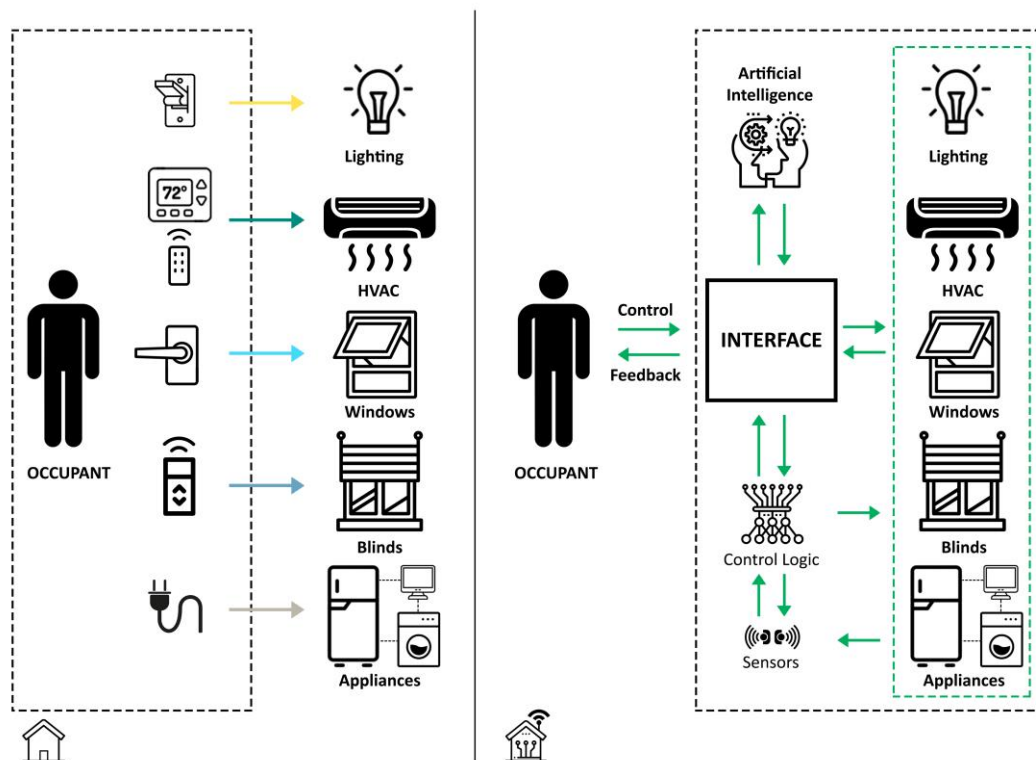 Lighting
72°
HVAC
Windows
OCCUPANT
Blinds
Appliances
Artificial
Intelligence
Lighting
HVAC
Control
INTERFACE
Feedback
Windows
OCCUPANT
Blinds
Control Logic
Sensors
Appliances